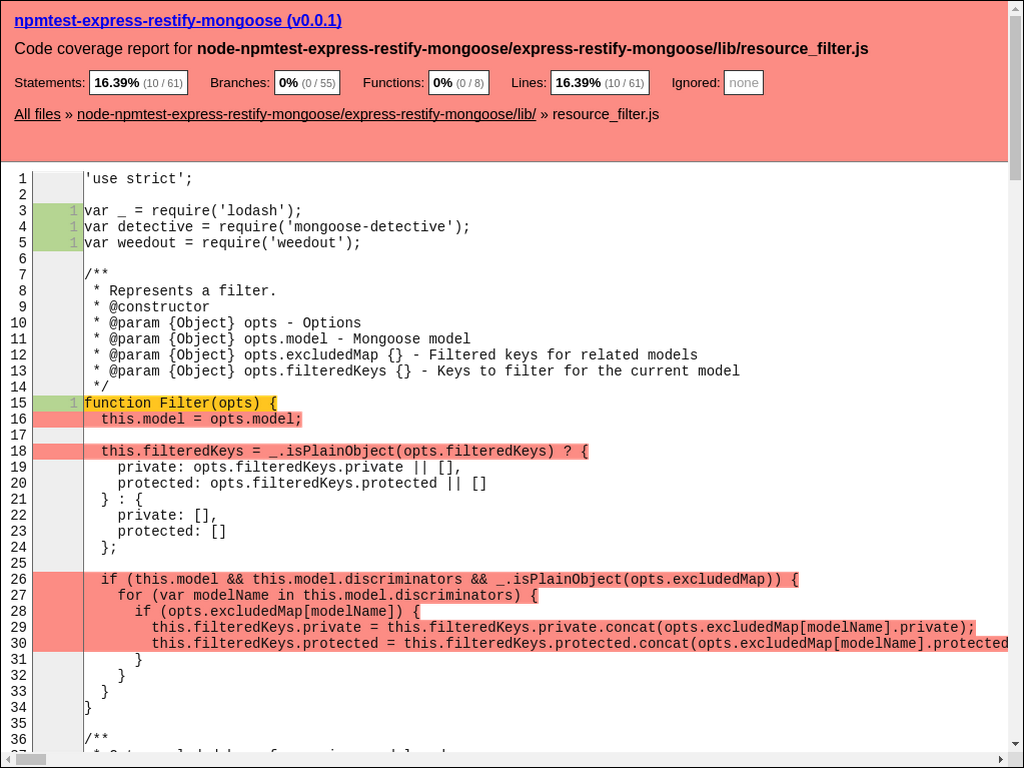 npmtest-express-restify-mongoose (v0.0.1)
Code coverage report for node-npmtest-express-restify-mongoose/express-restify-mongoose/lib/resource_filter.js
Statements: 16.39% (10 / 61) Branches: 0% (0 / 55) Functions: 0% (0 / 8) Lines: 16.39% (10 / 61) Ignored: none
All files » node-npmtest-express-restify-mongoose/express-restify-mongoose/lib/ » resource_filter.js
1 'use strict';
2
3 1 var _ = require('lodash');
4 1 var detective = require('mongoose-detective');
5 1 var weedout = require('weedout');
6
7 /**
8 * Represents a filter.
9 * @constructor
10 * @param {Object} opts - Options
11 * @param {Object} opts.model - Mongoose model
12 * @param {Object} opts.excludedMap {} - Filtered keys for related models
13 * @param {Object} opts.filteredKeys {} - Keys to filter for the current model
14 */
15 1 function Filter(opts) {
16 this.model = opts.model;
17
18 this.filteredKeys = _.isPlainObject(opts.filteredKeys) ? {
19 private: opts.filteredKeys.private || [],
20 protected: opts.filteredKeys.protected || []
21 } : {
22 private: [],
23 protected: []
24 };
25
26 if (this.model && this.model.discriminators && _.isPlainObject(opts.excludedMap)) {
27 for (var modelName in this.model.discriminators) {
28 if (opts.excludedMap[modelName]) {
29 this.filteredKeys.private = this.filteredKeys.private.concat(opts.excludedMap[modelName].private);
30 this.filteredKeys.protected = this.filteredKeys.protected.concat(opts.excludedMap[modelName].protected
31 }
32 }
33 }
34 }
35
36 /**